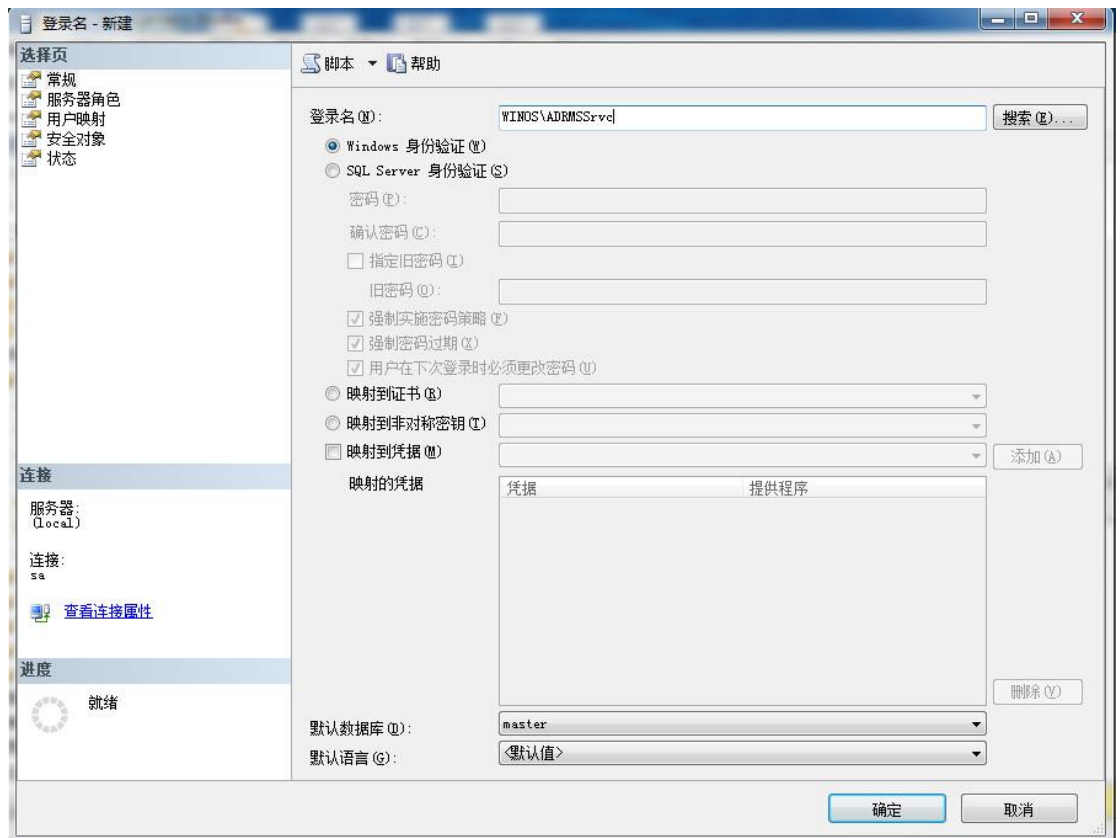 登录名 - 新建
选择页
常规
服务器角色
用户映射
安全对象
状态
脚本 帮助
登录名(N): WINOS\ADRMSSrvc 搜索(E)...
Windows 身份验证(W)
SQL Server 身份验证(S)
密码(P):
确认密码(C):
指定旧密码(I)
旧密码(O):
强制实施密码策略(F)
强制密码过期(X)
用户在下次登录时必须更改密码(U)
映射到证书(R)
映射到非对称密钥(T)
映射到凭据(M) 添加(A)
映射的凭据 凭据 提供程序
删除(V)
默认数据库(D): master
默认语言(G): <默认值>
连接
服务器:
(local)
连接:
sa
查看连接属性
进度
就绪
确定 取消